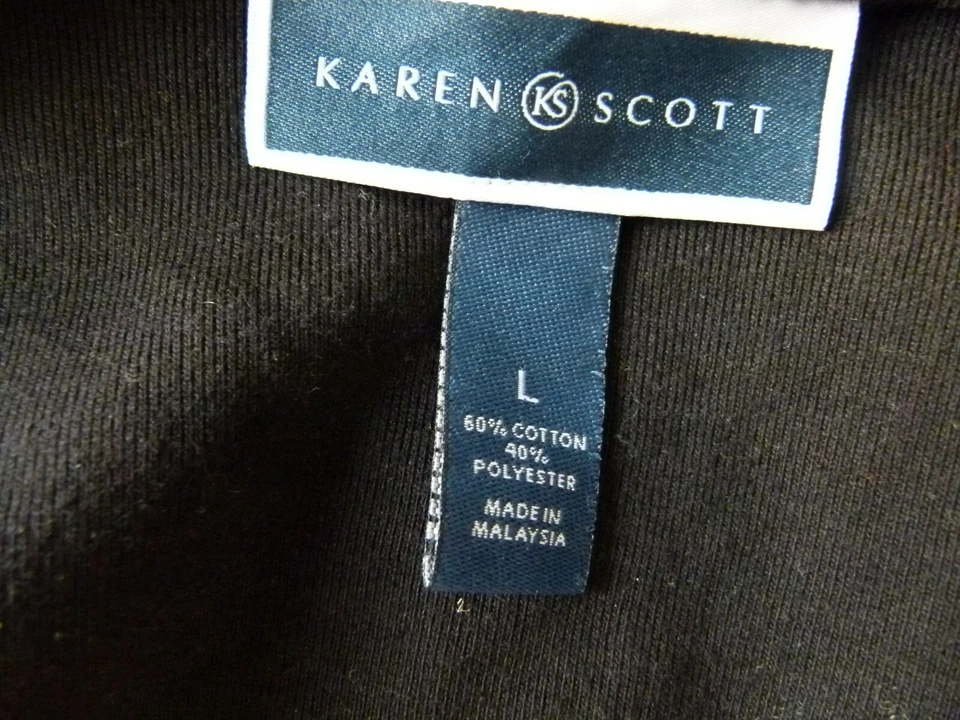 KAREN KS SCOTT
L
60% COTTON
40%
POLYESTER
MADE IN
MALAYSIA